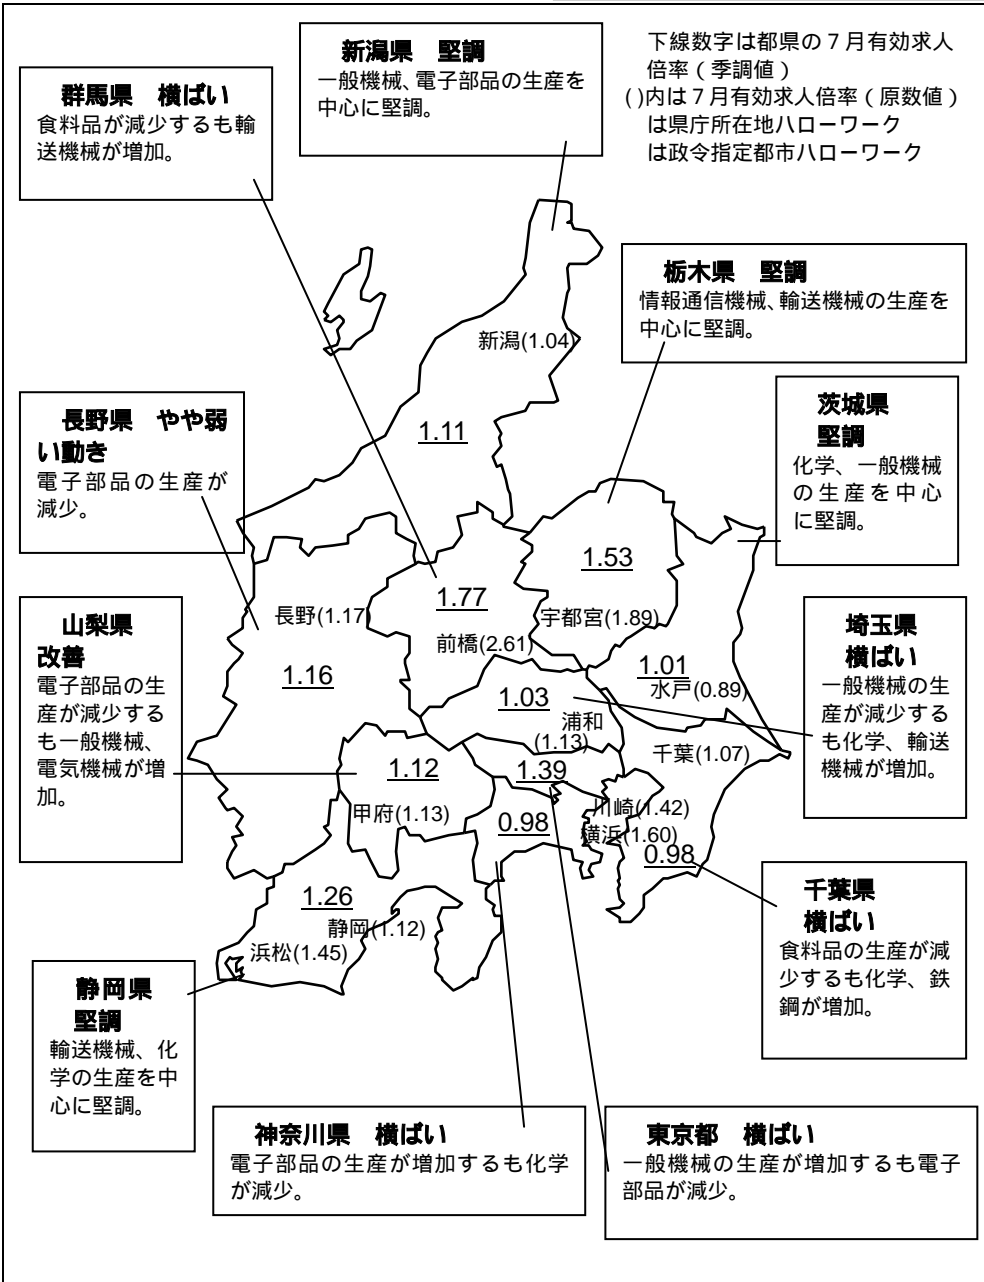 新潟県　堅調
一般機械、電子部品の生産を
中心に堅調。
下線数字は都県の７月有効求人
倍率（季調値）
( )内は７月有効求人倍率（原数値）
は県庁所在地ハローワーク
は政令指定都市ハローワーク
群馬県　横ばい
食料品が減少するも輸
送機械が増加。
栃木県　堅調
情報通信機械、輸送機械の生産を
中心に堅調。
新潟(1.04)
1.11
長野県　やや弱
い動き
電子部品の生産が
減少。
茨城県
堅調
化学、一般機械
の生産を中心
に堅調。
1.53
1.77
長野(1.17)
宇都宮(1.89)
前橋(2.61)
1.16
1.01
水戸(0.89)
1.03
浦和
(1.13)
山梨県
改善
電子部品の生
産が減少する
も一般機械、
電気機械が増
加。
埼玉県
横ばい
一般機械の生
産が減少する
も化学、輸送
機械が増加。
千葉(1.07)
1.12
1.39
甲府(1.13)
0.98
川崎(1.42)
横浜(1.60)
0.98
1.26
静岡(1.12)
浜松(1.45)
千葉県
横ばい
食料品の生産が減
少するも化学、鉄
鋼が増加。
静岡県
堅調
輸送機械、化
学の生産を中
心に堅調。
神奈川県　横ばい
電子部品の生産が増加するも化学
が減少。
東京都　横ばい
一般機械の生産が増加するも電子
部品が減少。